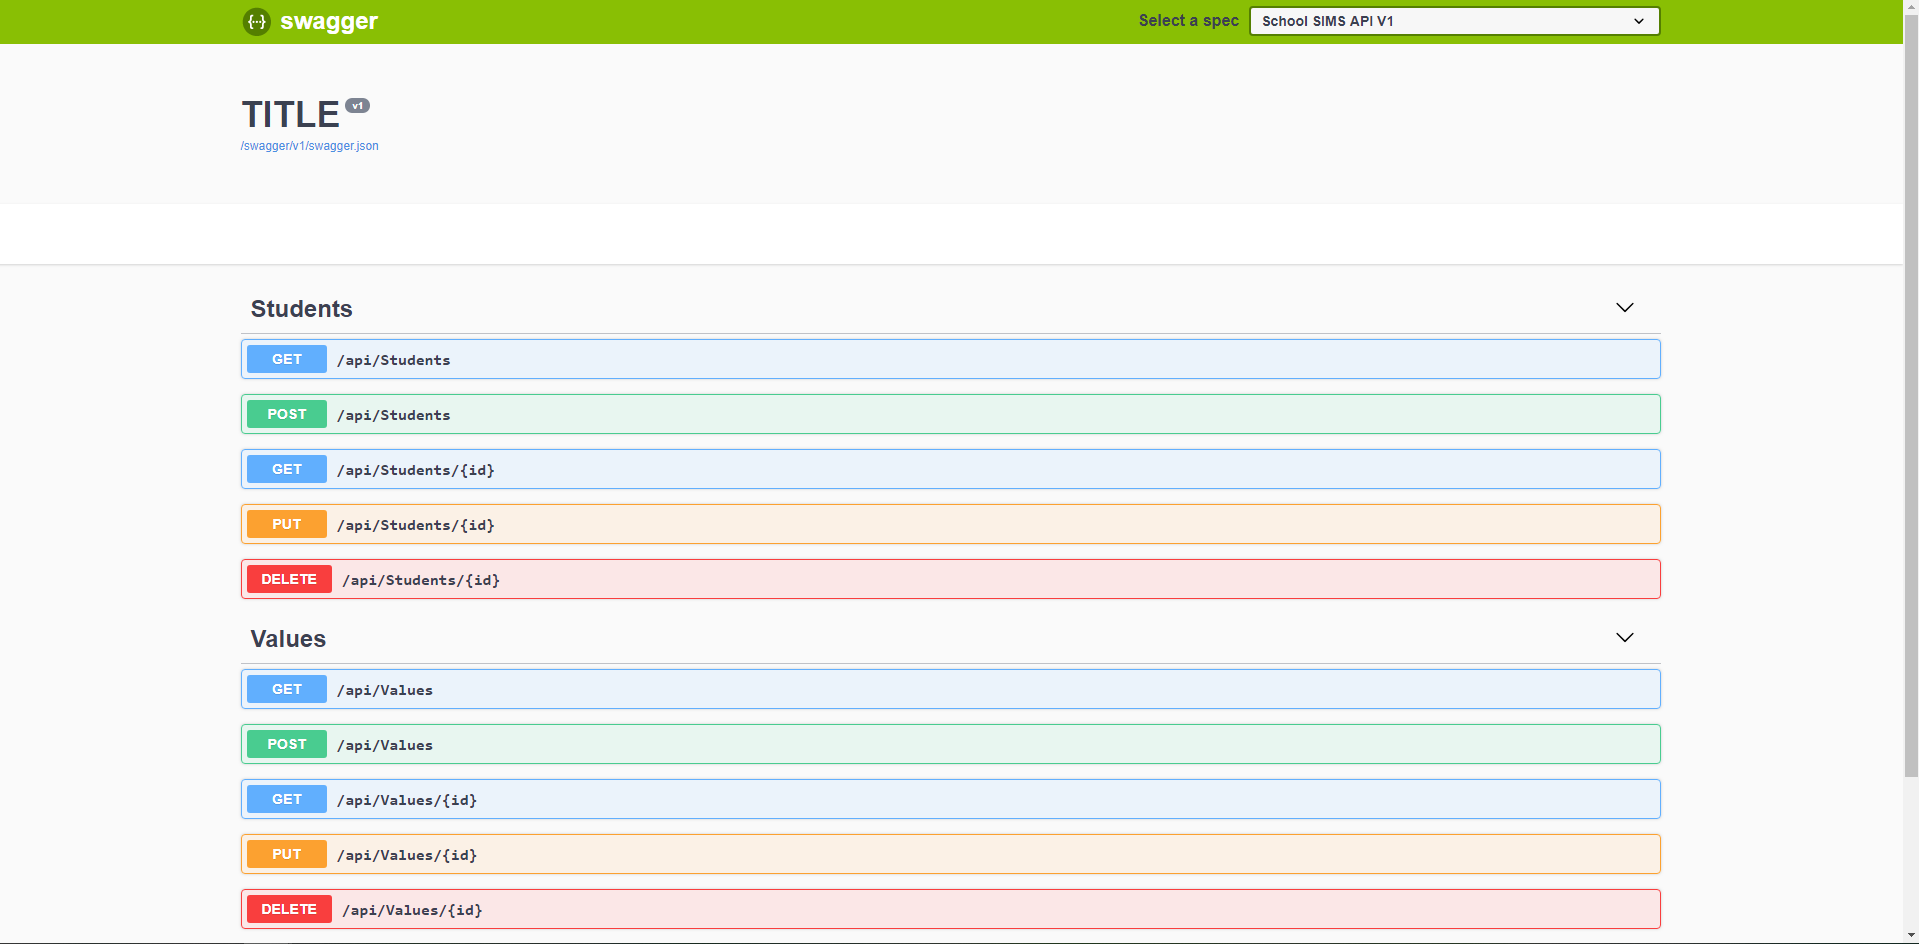 swagger
Select a spec
School SIMS API V1
TITLE v1
/swagger/v1/swagger.json
Students
GET /api/Students
POST /api/Students
GET /api/Students/{id}
PUT /api/Students/{id}
DELETE /api/Students/{id}
Values
GET /api/Values
POST /api/Values
GET /api/Values/{id}
PUT /api/Values/{id}
DELETE /api/Values/{id}